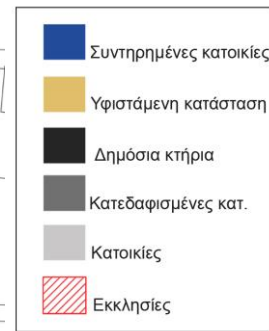 Συντηρημένες κατοικίες
Υφιστάμενη κατάσταση
Δημόσια κτήρια
Κατεδαφισμένες κατ.
Κατοικίες
Εκκλησίες